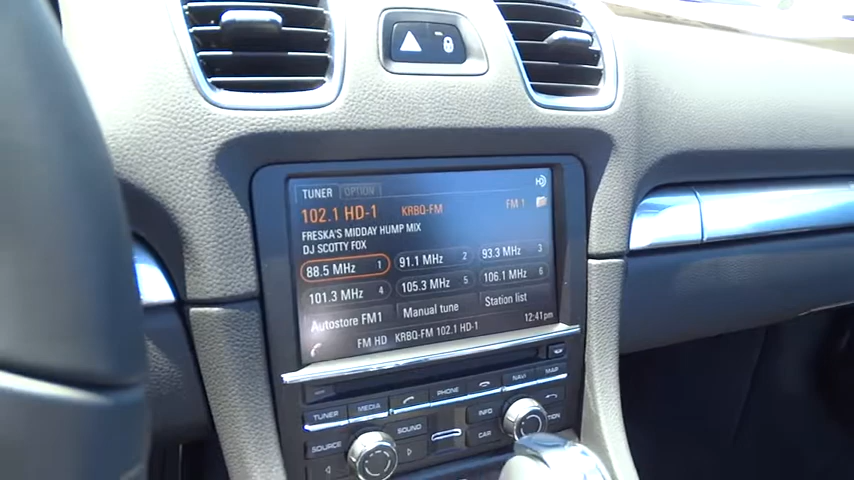 TUNER OPTION
102.1 HD-1 KRBQ-FM FM 1
FRESKA'S MIDDAY HUMP MIX
DJ SCOTTY FOX
88.5 MHz 1 91.1 MHz 2 93.3 MHz 3
101.3 MHz 4 105.3 MHz 5 106.1 MHz 6
Autostore FM1 Manual tune Station list
12:41pm
FM HD KRBQ-FM 102.1 HD-1
TUNER MEDIA PHONE NAVI MAP
SOURCE SOUND INFO
CAR